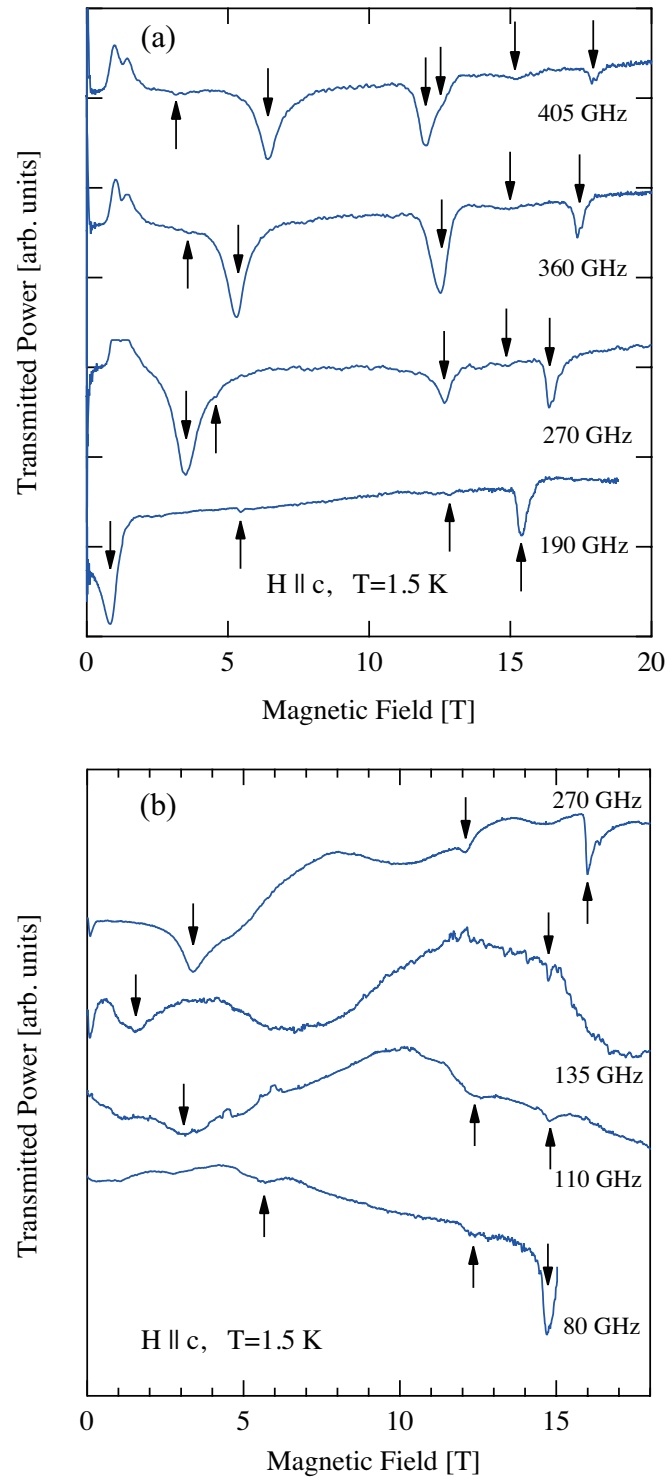 (a)
405 GHz
360 GHz
270 GHz
190 GHz
H || c, T=1.5 K
Transmitted Power [arb. units]
0 5 10 15 20
Magnetic Field [T]
(b)
270 GHz
135 GHz
110 GHz
80 GHz
H || c, T=1.5 K
Transmitted Power [arb. units]
0 5 10 15
Magnetic Field [T]